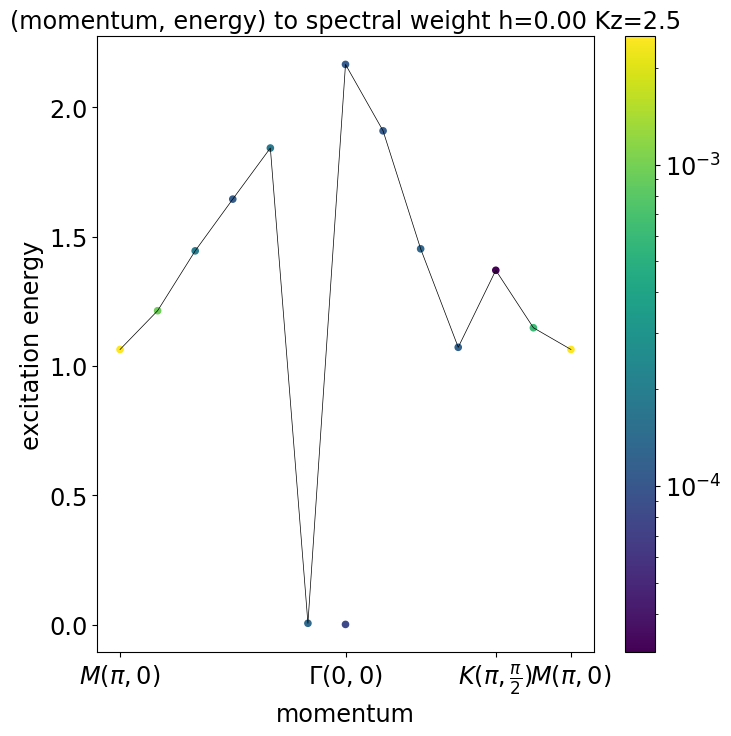 (momentum, energy) to spectral weight h=0.00 Kz=2.5
2.0
1.5
1.0
0.5
0.0
excitation energy
M(π, 0)
Γ(0, 0)
K(π, π/2)
M(π, 0)
momentum
10⁻³
10⁻⁴